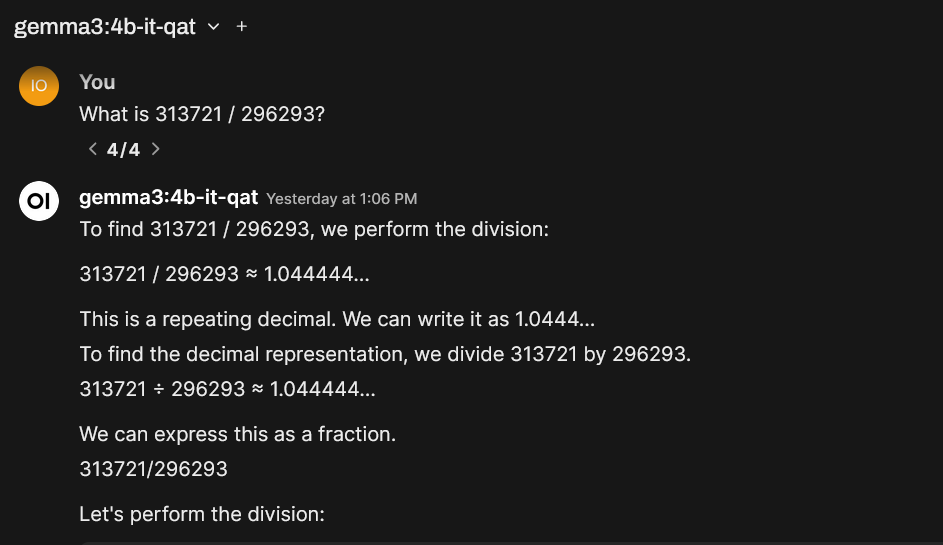 gemma3:4b-it-qat
IO
You
What is 313721 / 296293?
4/4
OI
gemma3:4b-it-qat Yesterday at 1:06 PM
To find 313721 / 296293, we perform the division:
313721 / 296293 ≈ 1.044444...
This is a repeating decimal. We can write it as 1.0444...
To find the decimal representation, we divide 313721 by 296293.
313721 ÷ 296293 ≈ 1.044444...
We can express this as a fraction.
313721/296293
Let's perform the division: